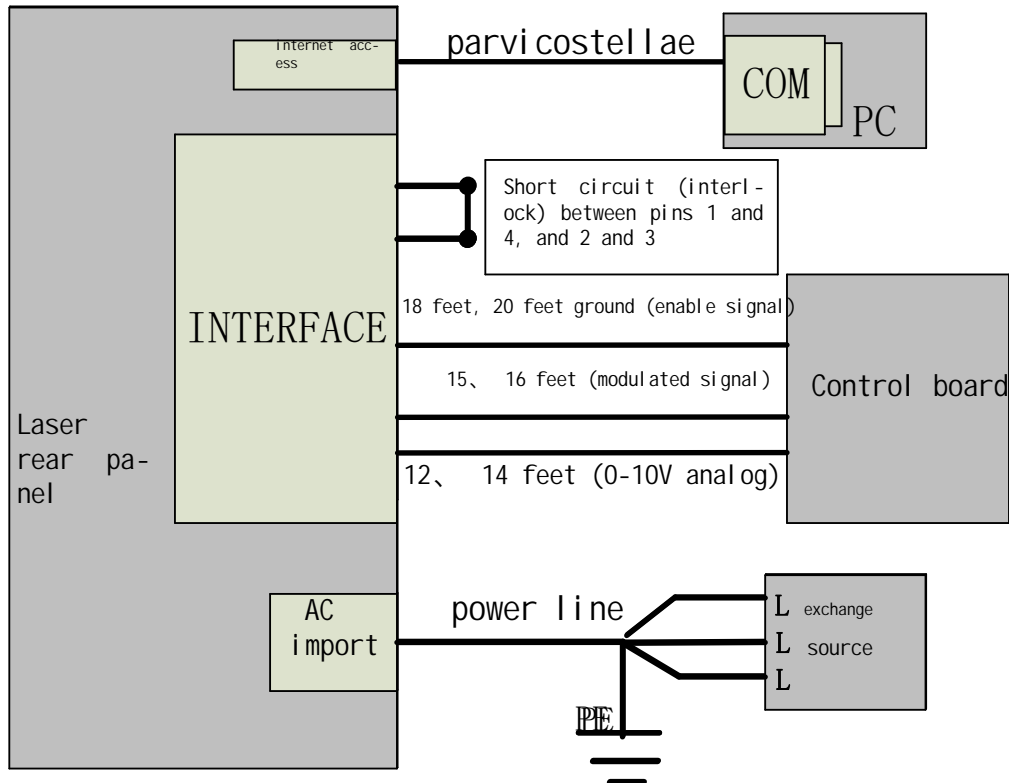 internet acc-
ess
parvicostellae
COM
PC
Short circuit (interl-
ock) between pins 1 and
4, and 2 and 3
INTERFACE
18 feet, 20 feet ground (enable signal)
15、 16 feet (modulated signal)
Control board
12、 14 feet (0-10V analog)
Laser
rear pa-
nel
AC
import
power line
L exchange
L source
L
PE